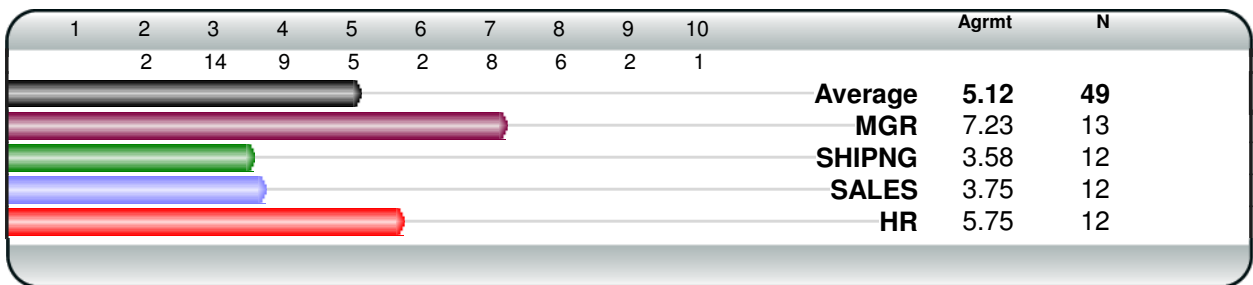 1 2 3 4 5 6 7 8 9 10 Agrmt N
2 14 9 5 2 8 6 2 1
Average 5.12 49
MGR 7.23 13
SHIPNG 3.58 12
SALES 3.75 12
HR 5.75 12